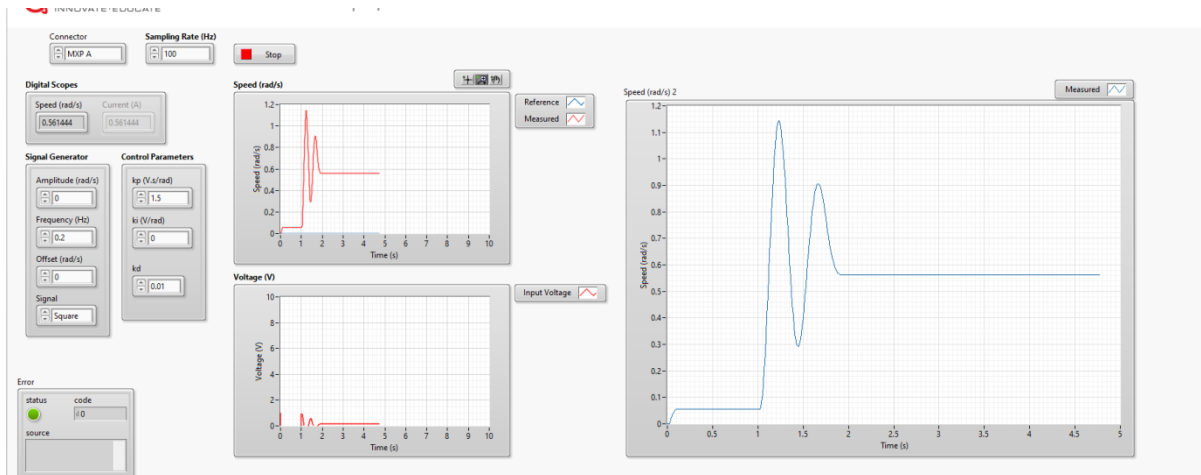 INNOVATE·EDUCATE
Connector
MXP A
Sampling Rate (Hz)
100
Stop
Digital Scopes
Speed (rad/s)
0.561444
Current (A)
0.561444
Signal Generator
Amplitude (rad/s)
0
Frequency (Hz)
0.2
Offset (rad/s)
0
Signal
Square
Control Parameters
kp (V.s/rad)
1.5
ki (V/rad)
0
kd
0.01
Error
status
code
0
source
Speed (rad/s)
Reference
Measured
1.2-
1-
0.8-
0.6-
0.4-
0.2-
0-
Speed (rad/s)
0 1 2 3 4 5 6 7 8 9 10
Time (s)
Voltage (V)
Input Voltage
10-
8-
6-
4-
2-
0-
Voltage (V)
0 1 2 3 4 5 6 7 8 9 10
Time (s)
Speed (rad/s) 2
Measured
1.2-
1.1-
1-
0.9-
0.8-
0.7-
0.6-
0.5-
0.4-
0.3-
0.2-
0.1-
0-
Speed (rad/s)
0 0.5 1 1.5 2 2.5 3 3.5 4 4.5 5
Time (s)